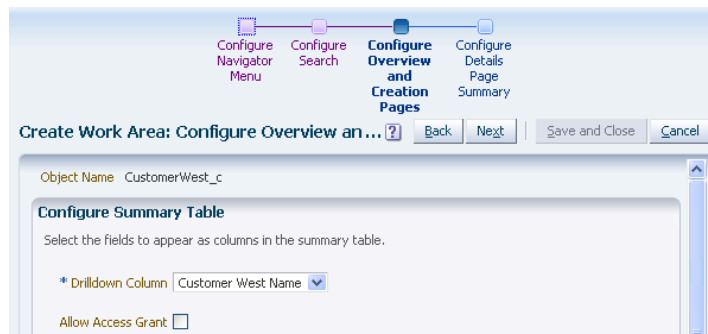 Configure Navigator Menu
Configure Search
Configure Overview and Creation Pages
Configure Details Page Summary
Create Work Area: Configure Overview an... ? Back Next Save and Close Cancel
Object Name CustomerWest_c
Configure Summary Table
Select the fields to appear as columns in the summary table.
* Drilldown Column Customer West Name
Allow Access Grant